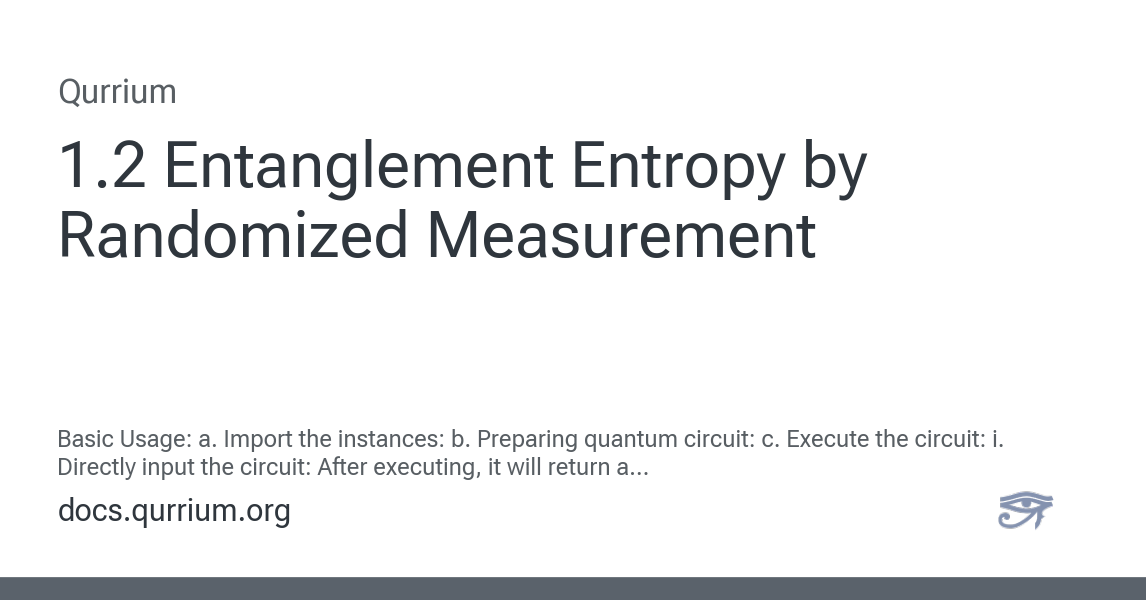 Qurrium
1.2 Entanglement Entropy by
Randomized Measurement
Basic Usage: a. Import the instances: b. Preparing quantum circuit: c. Execute the circuit: i.
Directly input the circuit: After executing, it will return a...
docs.qurrium.org